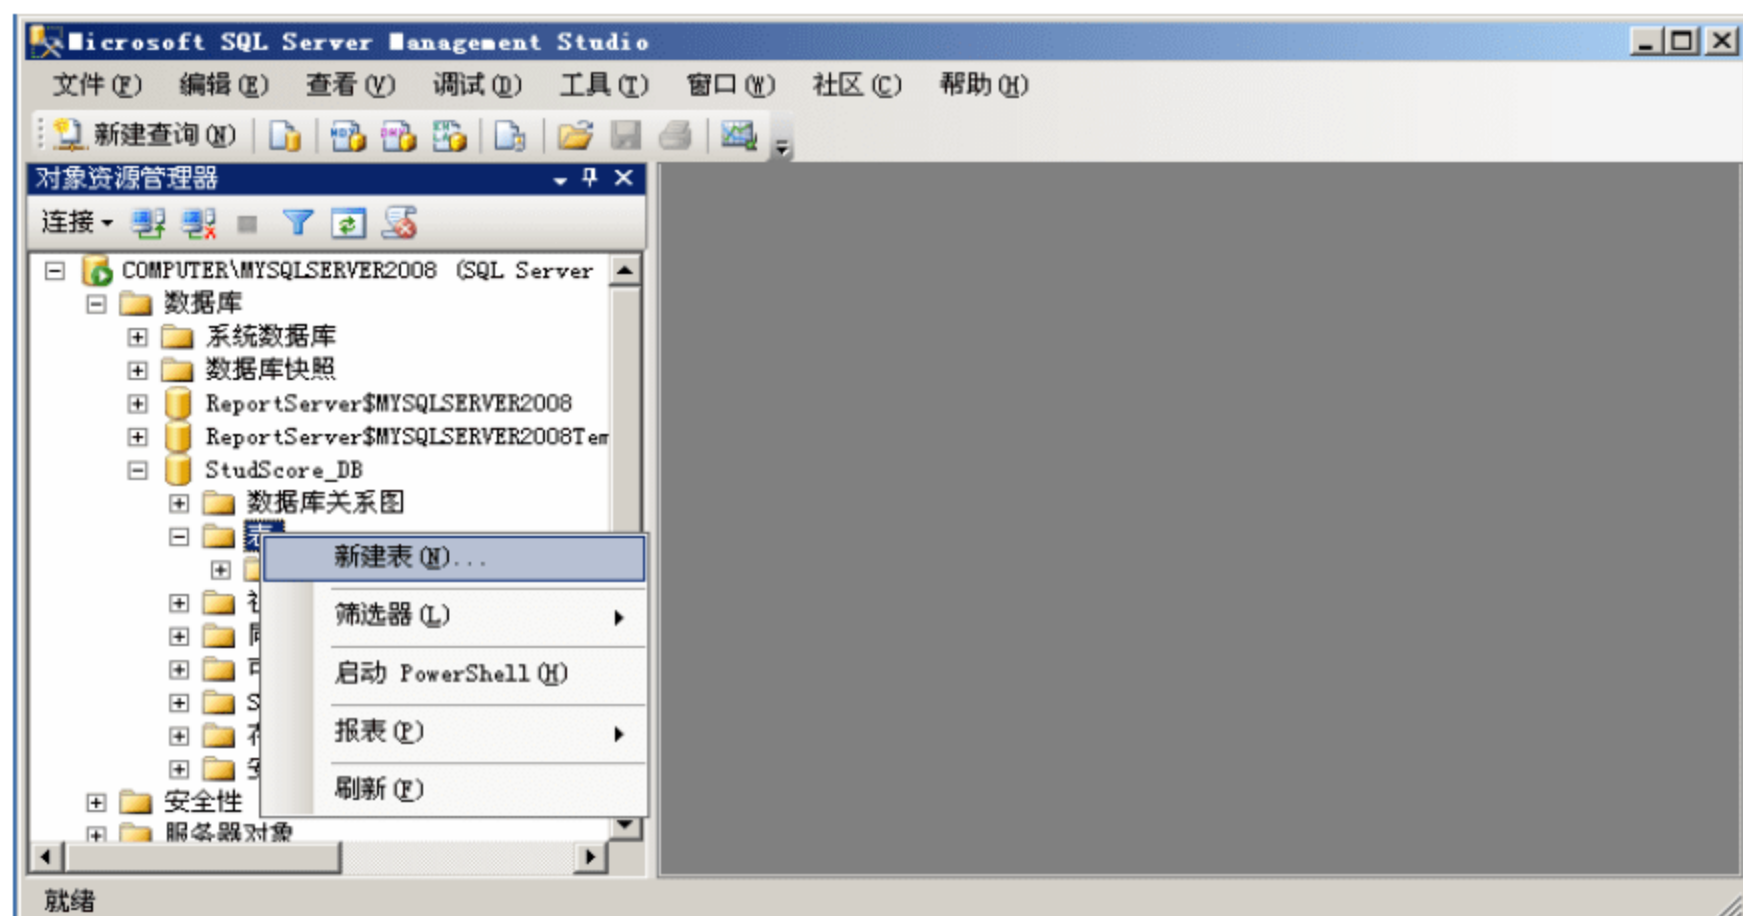 Microsoft SQL Server Management Studio
文件(F) 编辑(E) 查看(V) 调试(D) 工具(T) 窗口(W) 社区(C) 帮助(H)
新建查询(N)
对象资源管理器
连接
COMPUTER\MYSQLSERVER2008 (SQL Server
数据库
系统数据库
数据库快照
ReportServer$MYSQLSERVER2008
ReportServer$MYSQLSERVER2008Tem
StudScore_DB
数据库关系图
表
新建表(N)...
筛选器(L)
启动 PowerShell(H)
报表(P)
刷新(F)
S
安全性
服务器对象
就绪